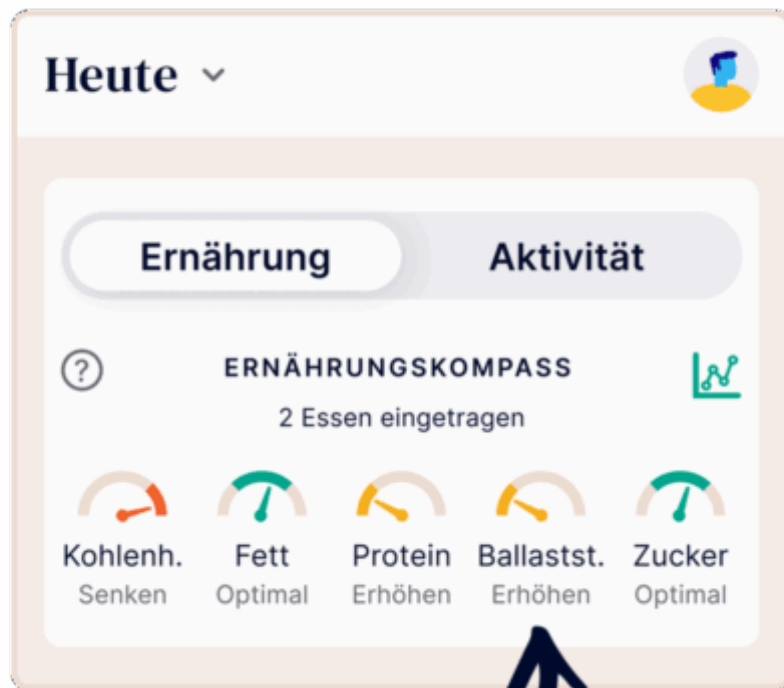 Heute
Ernährung Aktivität
?
ERNÄHRUNGSKOMPASS
2 Essen eingetragen
Kohlenh. Fett Protein Ballastst. Zucker
Senken Optimal Erhöhen Erhöhen Optimal